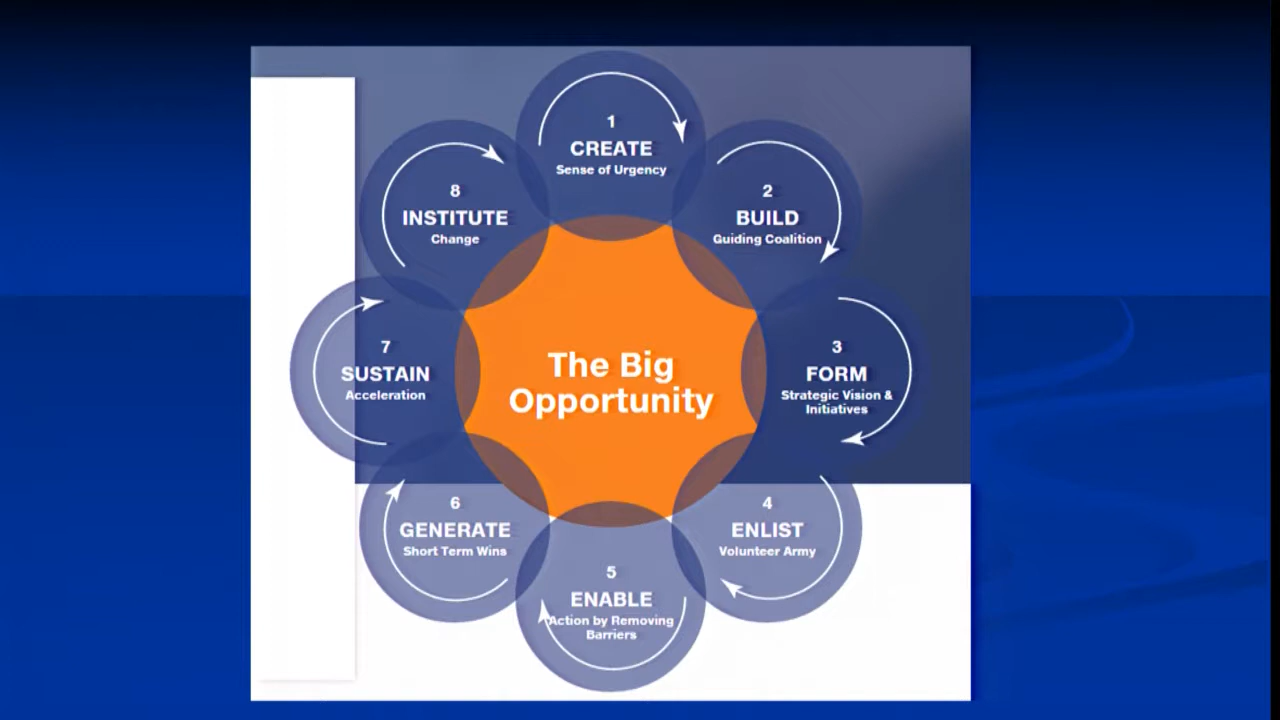 1
CREATE
Sense of Urgency
2
BUILD
Guiding Coalition
3
FORM
Strategic Vision &
Initiatives
4
ENLIST
Volunteer Army
5
ENABLE
Action by Removing
Barriers
6
GENERATE
Short Term Wins
7
SUSTAIN
Acceleration
8
INSTITUTE
Change
The Big
Opportunity